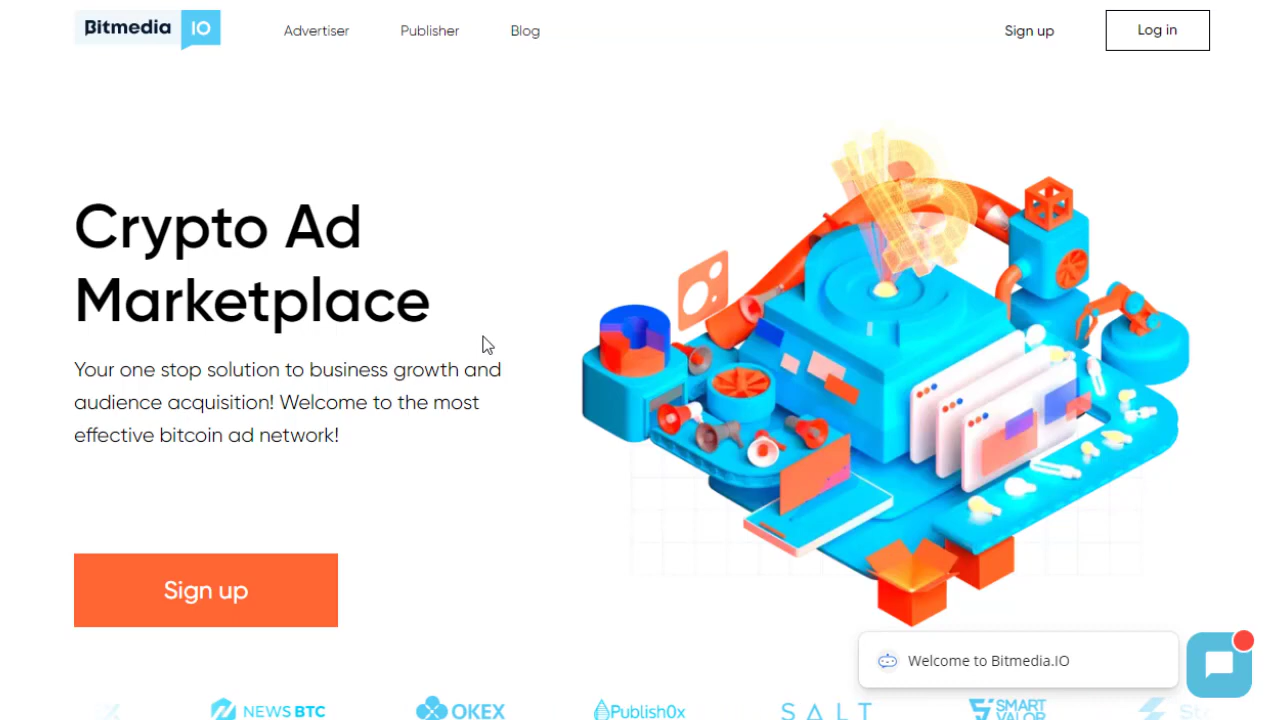 Bitmedia IO
Advertiser
Publisher
Blog
Sign up
Log in
Crypto Ad
Marketplace
Your one stop solution to business growth and
audience acquisition! Welcome to the most
effective bitcoin ad network!
Sign up
Welcome to Bitmedia.IO
NEWS BTC
OKEX
Publish0x
SALT
SMART
VALOR